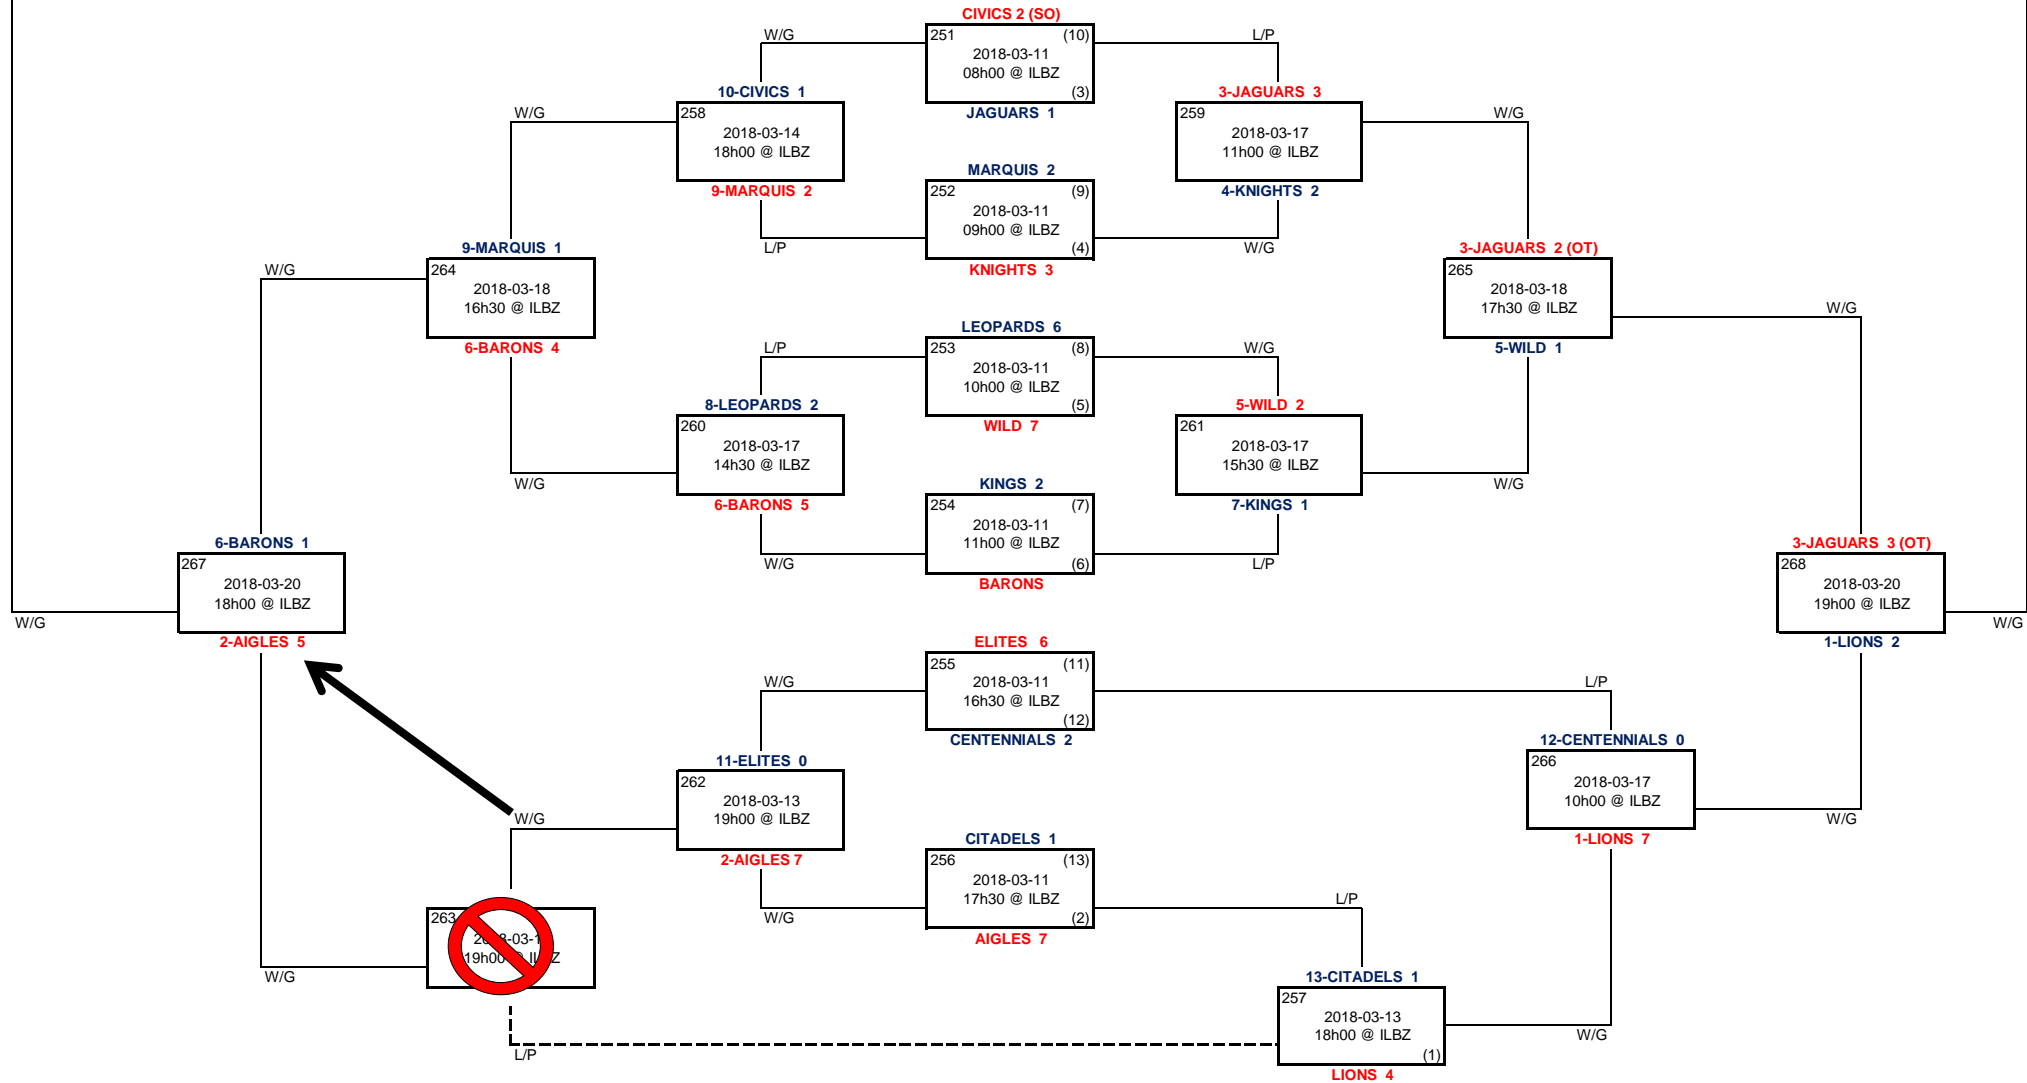 CIVICS 2 (SO)
W/G
251 (10)
L/P
2018-03-11
08h00 @ ILBZ
(3)
JAGUARS 1
10-CIVICS 1
258
2018-03-14
18h00 @ ILBZ
9-MARQUIS 2
W/G
L/P
3-JAGUARS 3
259
2018-03-17
11h00 @ ILBZ
4-KNIGHTS 2
W/G
W/G
MARQUIS 2
252 (9)
2018-03-11
09h00 @ ILBZ
(4)
KNIGHTS 3
9-MARQUIS 1
264
2018-03-18
16h30 @ ILBZ
6-BARONS 4
W/G
W/G
3-JAGUARS 2 (OT)
265
2018-03-18
17h30 @ ILBZ
5-WILD 1
W/G
W/G
LEOPARDS 6
L/P
253 (8)
W/G
2018-03-11
10h00 @ ILBZ
(5)
WILD 7
8-LEOPARDS 2
260
2018-03-17
14h30 @ ILBZ
6-BARONS 5
W/G
5-WILD 2
261
2018-03-17
15h30 @ ILBZ
7-KINGS 1
L/P
KINGS 2
254 (7)
2018-03-11
11h00 @ ILBZ
(6)
BARONS
6-BARONS 1
267
2018-03-20
18h00 @ ILBZ
2-AIGLES 5
W/G
3-JAGUARS 3 (OT)
268
2018-03-20
19h00 @ ILBZ
1-LIONS 2
W/G
ELITES 6
W/G
255 (11)
L/P
2018-03-11
16h30 @ ILBZ
(12)
CENTENNIALS 2
11-ELITES 0
262
2018-03-13
19h00 @ ILBZ
2-AIGLES 7
W/G
W/G
12-CENTENNIALS 0
266
2018-03-17
10h00 @ ILBZ
1-LIONS 7
W/G
CITADELS 1
256 (13)
2018-03-11
17h30 @ ILBZ
(2)
AIGLES 7
L/P
263
19h00
W/G
L/P
13-CITADELS 1
257
2018-03-13
18h00 @ ILBZ
(1)
LIONS 4
W/G